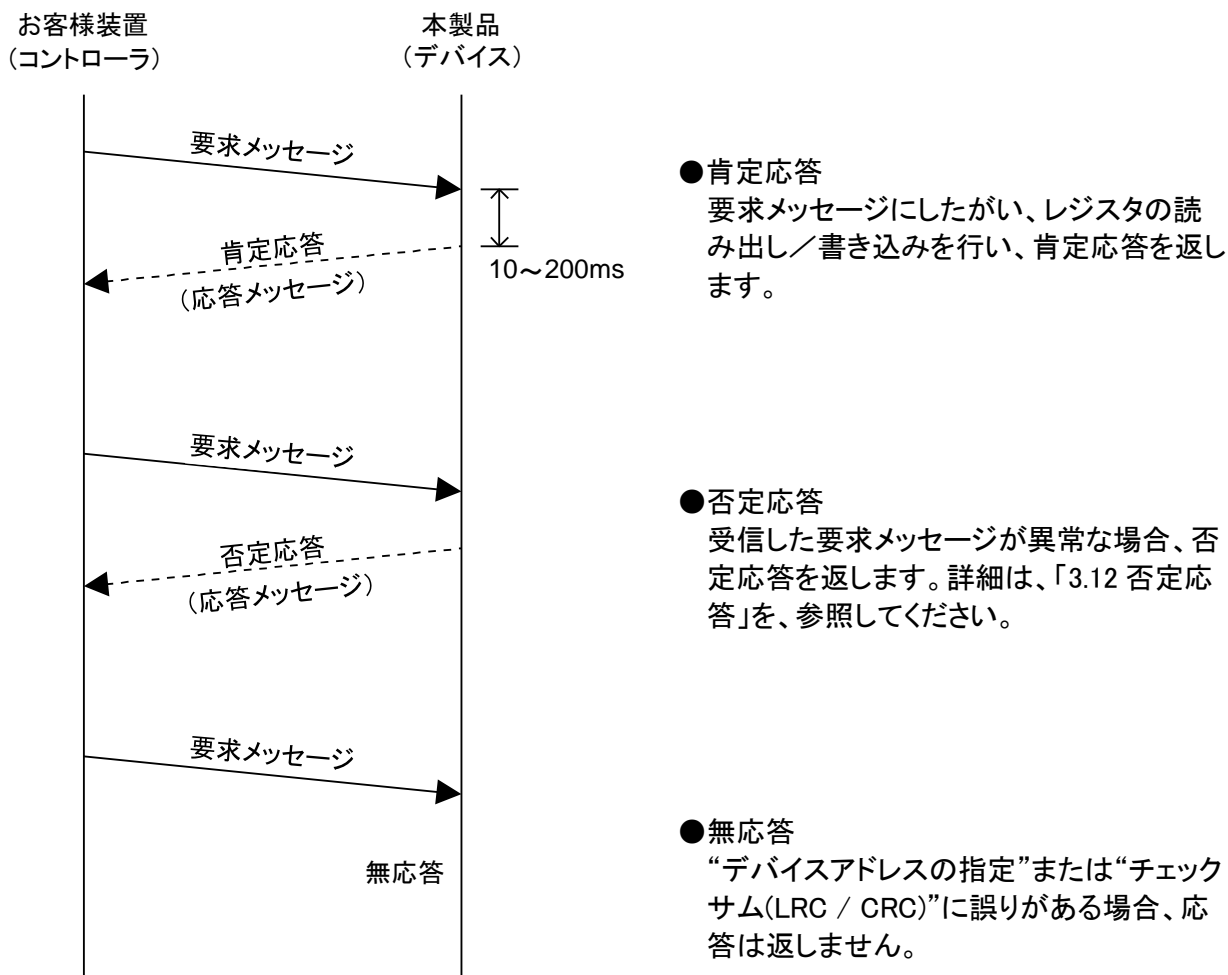 お客様装置
（コントローラ）
本製品
（デバイス）
要求メッセージ
肯定応答
（応答メッセージ）
10～200ms
●肯定応答
要求メッセージにしたがい、レジスタの読
み出し／書き込みを行い、肯定応答を返し
ます。
要求メッセージ
否定応答
（応答メッセージ）
●否定応答
受信した要求メッセージが異常な場合、否
定応答を返します。詳細は、「3.12 否定応
答」を、参照してください。
要求メッセージ
無応答
●無応答
“デバイスアドレスの指定”または“チェック
サム(LRC / CRC)”に誤りがある場合、応
答は返しません。